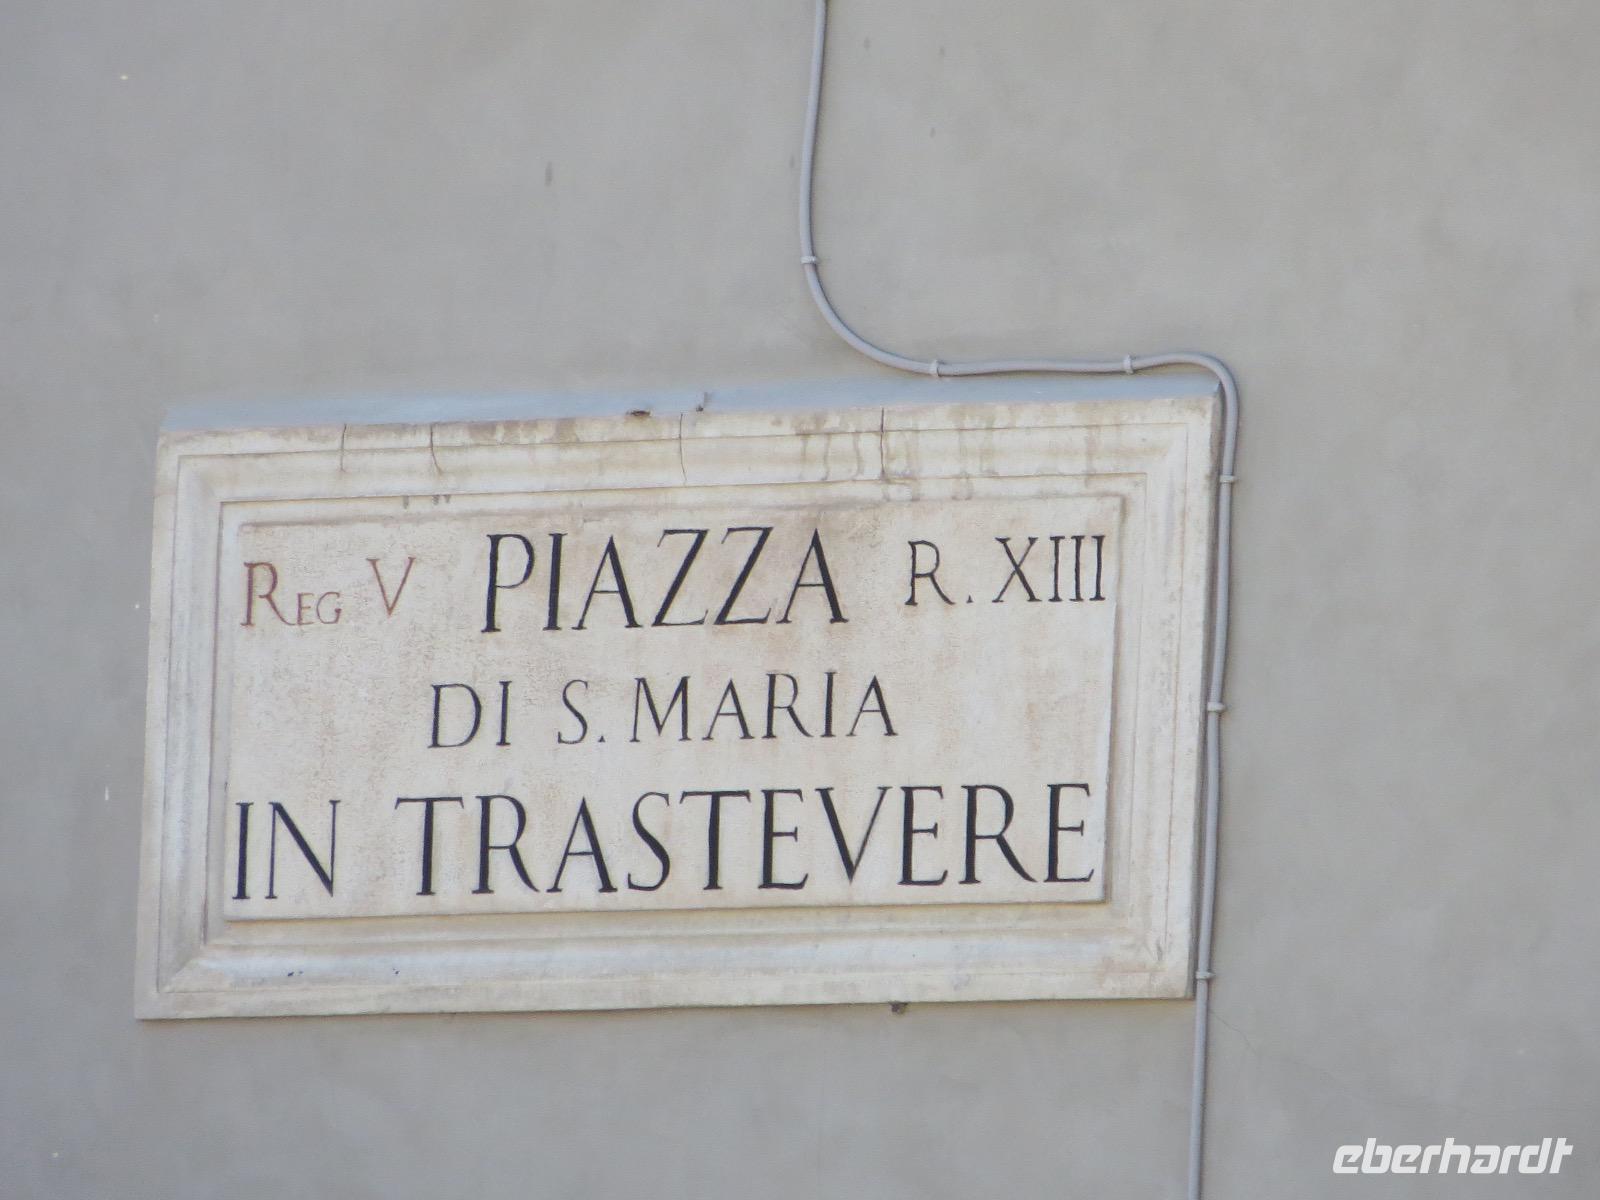 REG V PIAZZA R. XIII
DI S. MARIA
IN TRASTEVERE
eberhardt